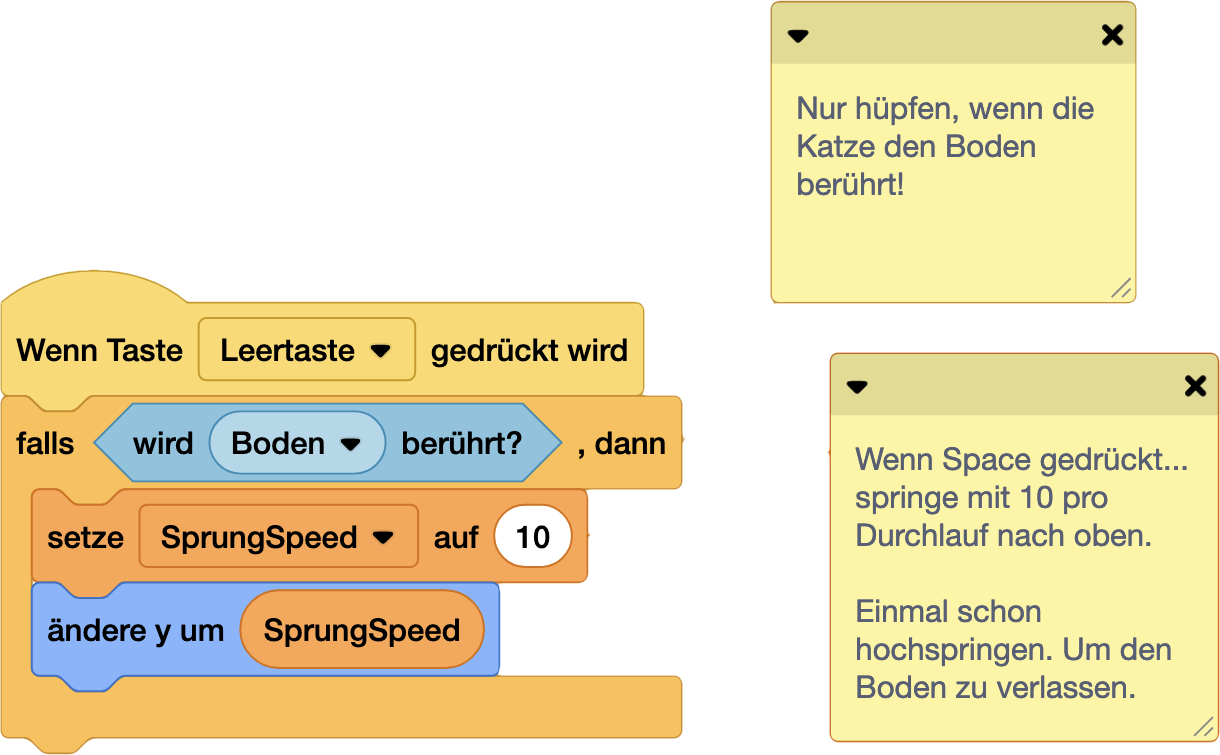 Nur hüpfen, wenn die
Katze den Boden
berührt!
Wenn Taste Leertaste gedrückt wird
falls wird Boden berührt? , dann
setze SprungSpeed auf 10
ändere y um SprungSpeed
Wenn Space gedrückt...
springe mit 10 pro
Durchlauf nach oben.
Einmal schon
hochspringen. Um den
Boden zu verlassen.